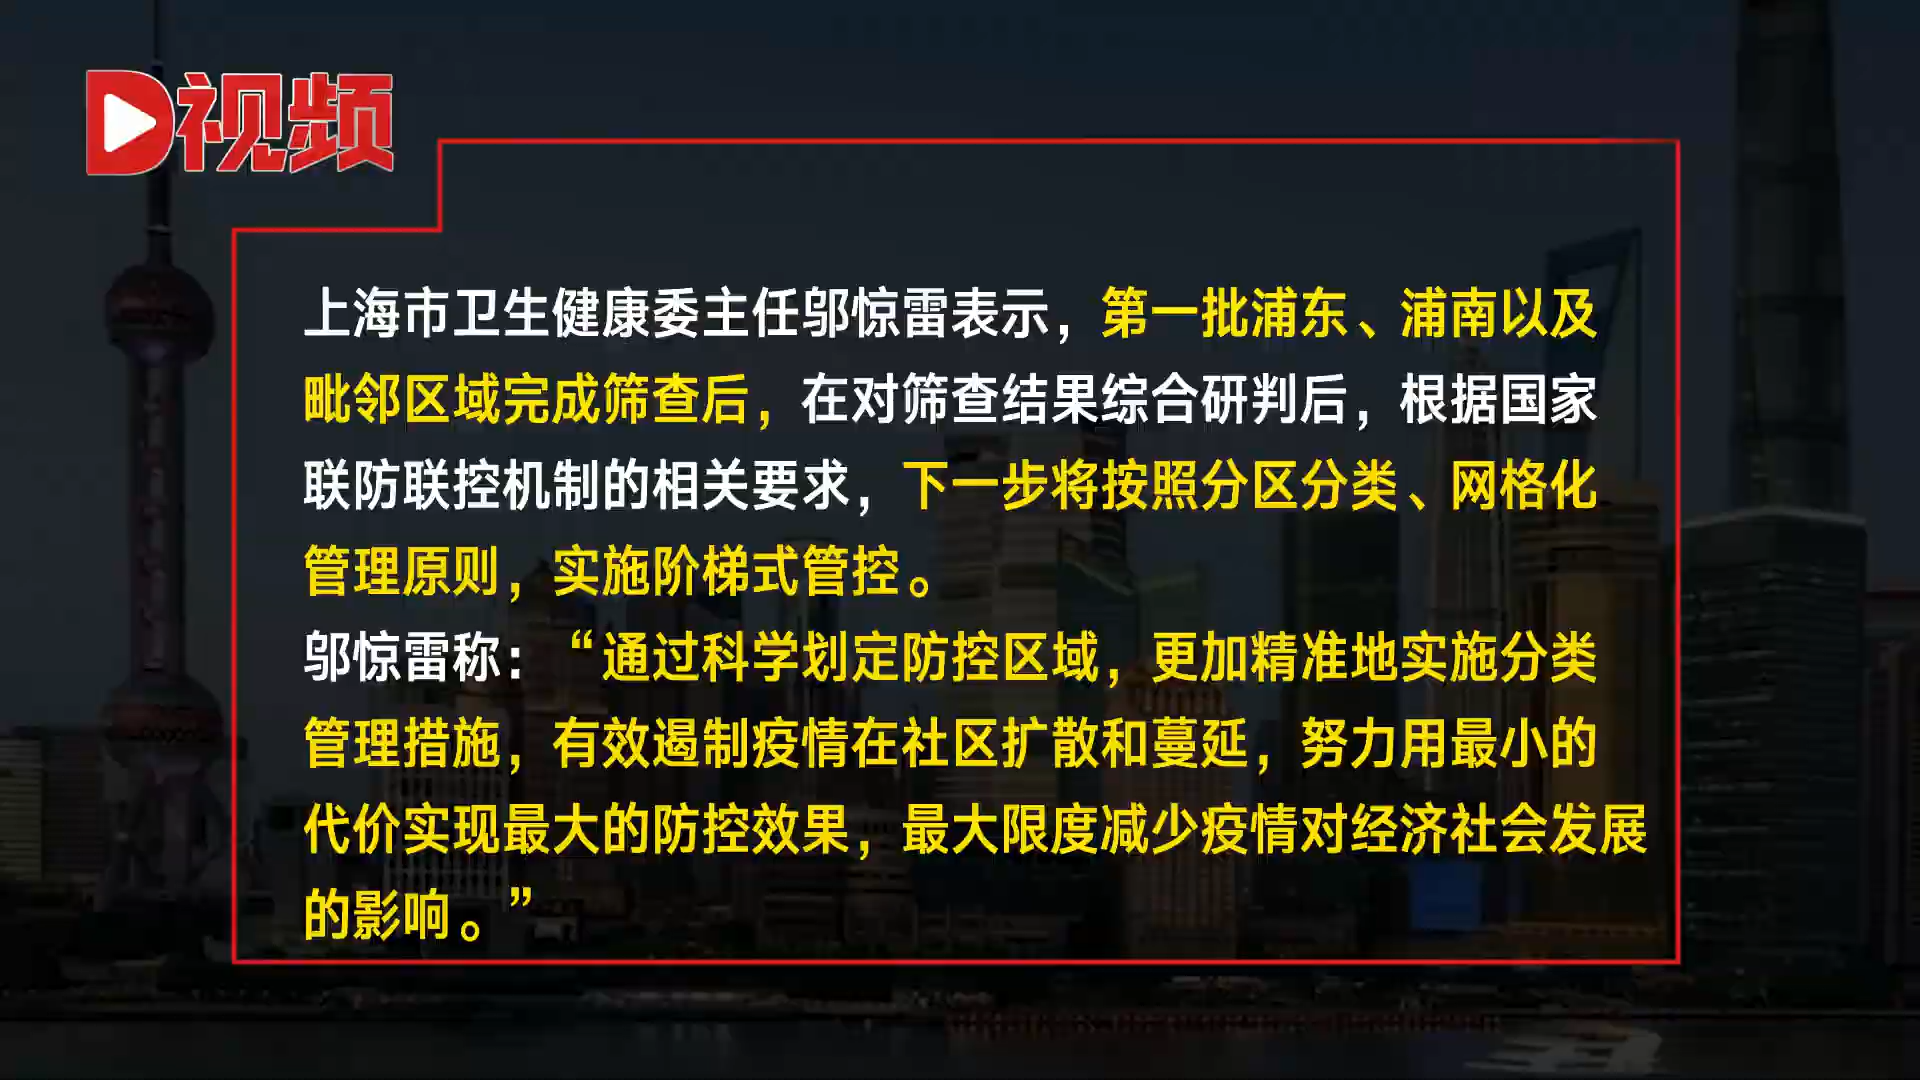 视频
上海市卫生健康委主任邬惊雷表示，第一批浦东、浦南以及
毗邻区域完成筛查后，在对筛查结果综合研判后，根据国家
联防联控机制的相关要求，下一步将按照分区分类、网格化
管理原则，实施阶梯式管控。
邬惊雷称：“通过科学划定防控区域，更加精准地实施分类
管理措施，有效遏制疫情在社区扩散和蔓延，努力用最小的
代价实现最大的防控效果，最大限度减少疫情对经济社会发展
的影响。”